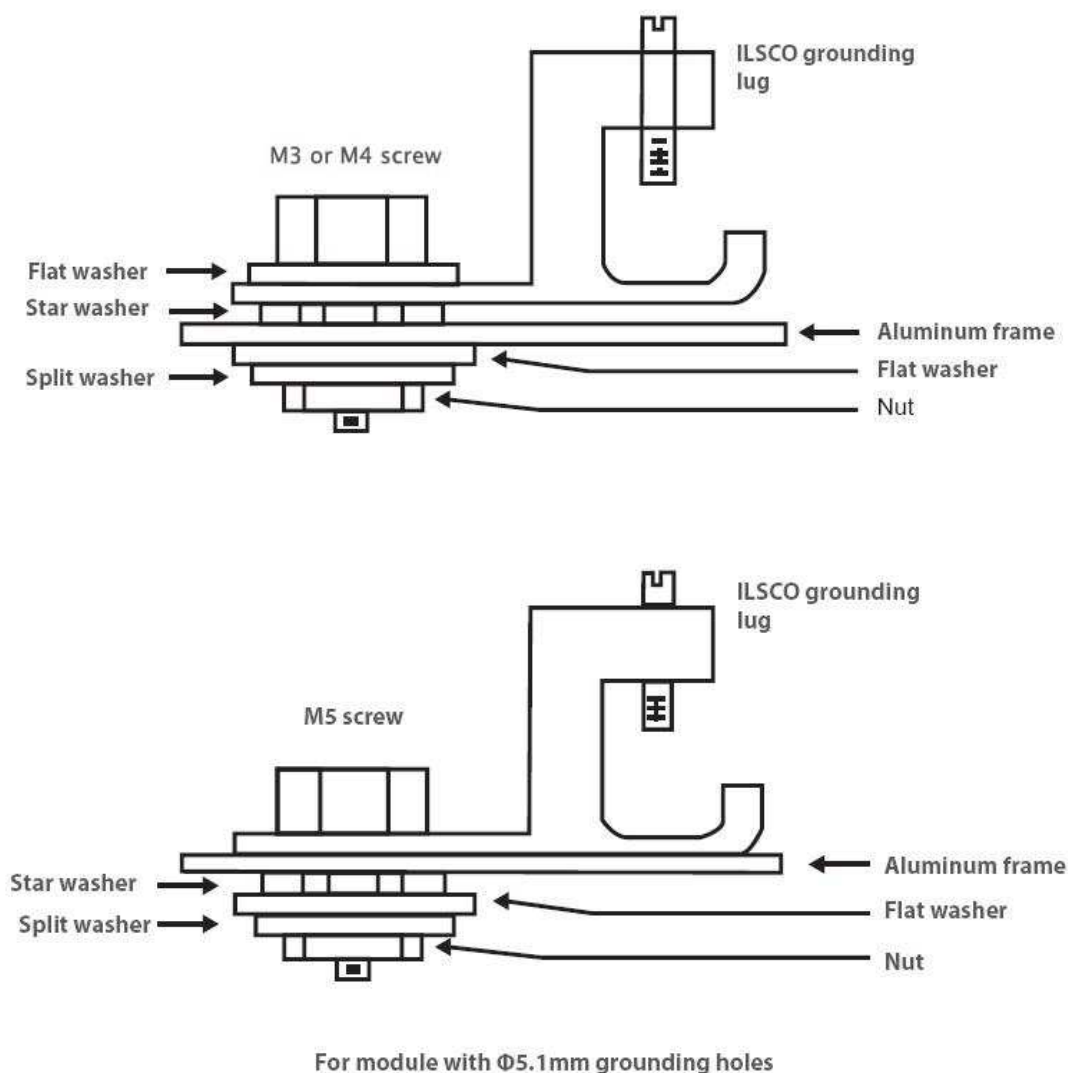 ILSCO grounding
lug
M3 or M4 screw
Flat washer
Star washer
Aluminum frame
Flat washer
Split washer
Nut
ILSCO grounding
lug
M5 screw
Aluminum frame
Star washer
Flat washer
Split washer
Nut
For module with Φ5.1mm grounding holes